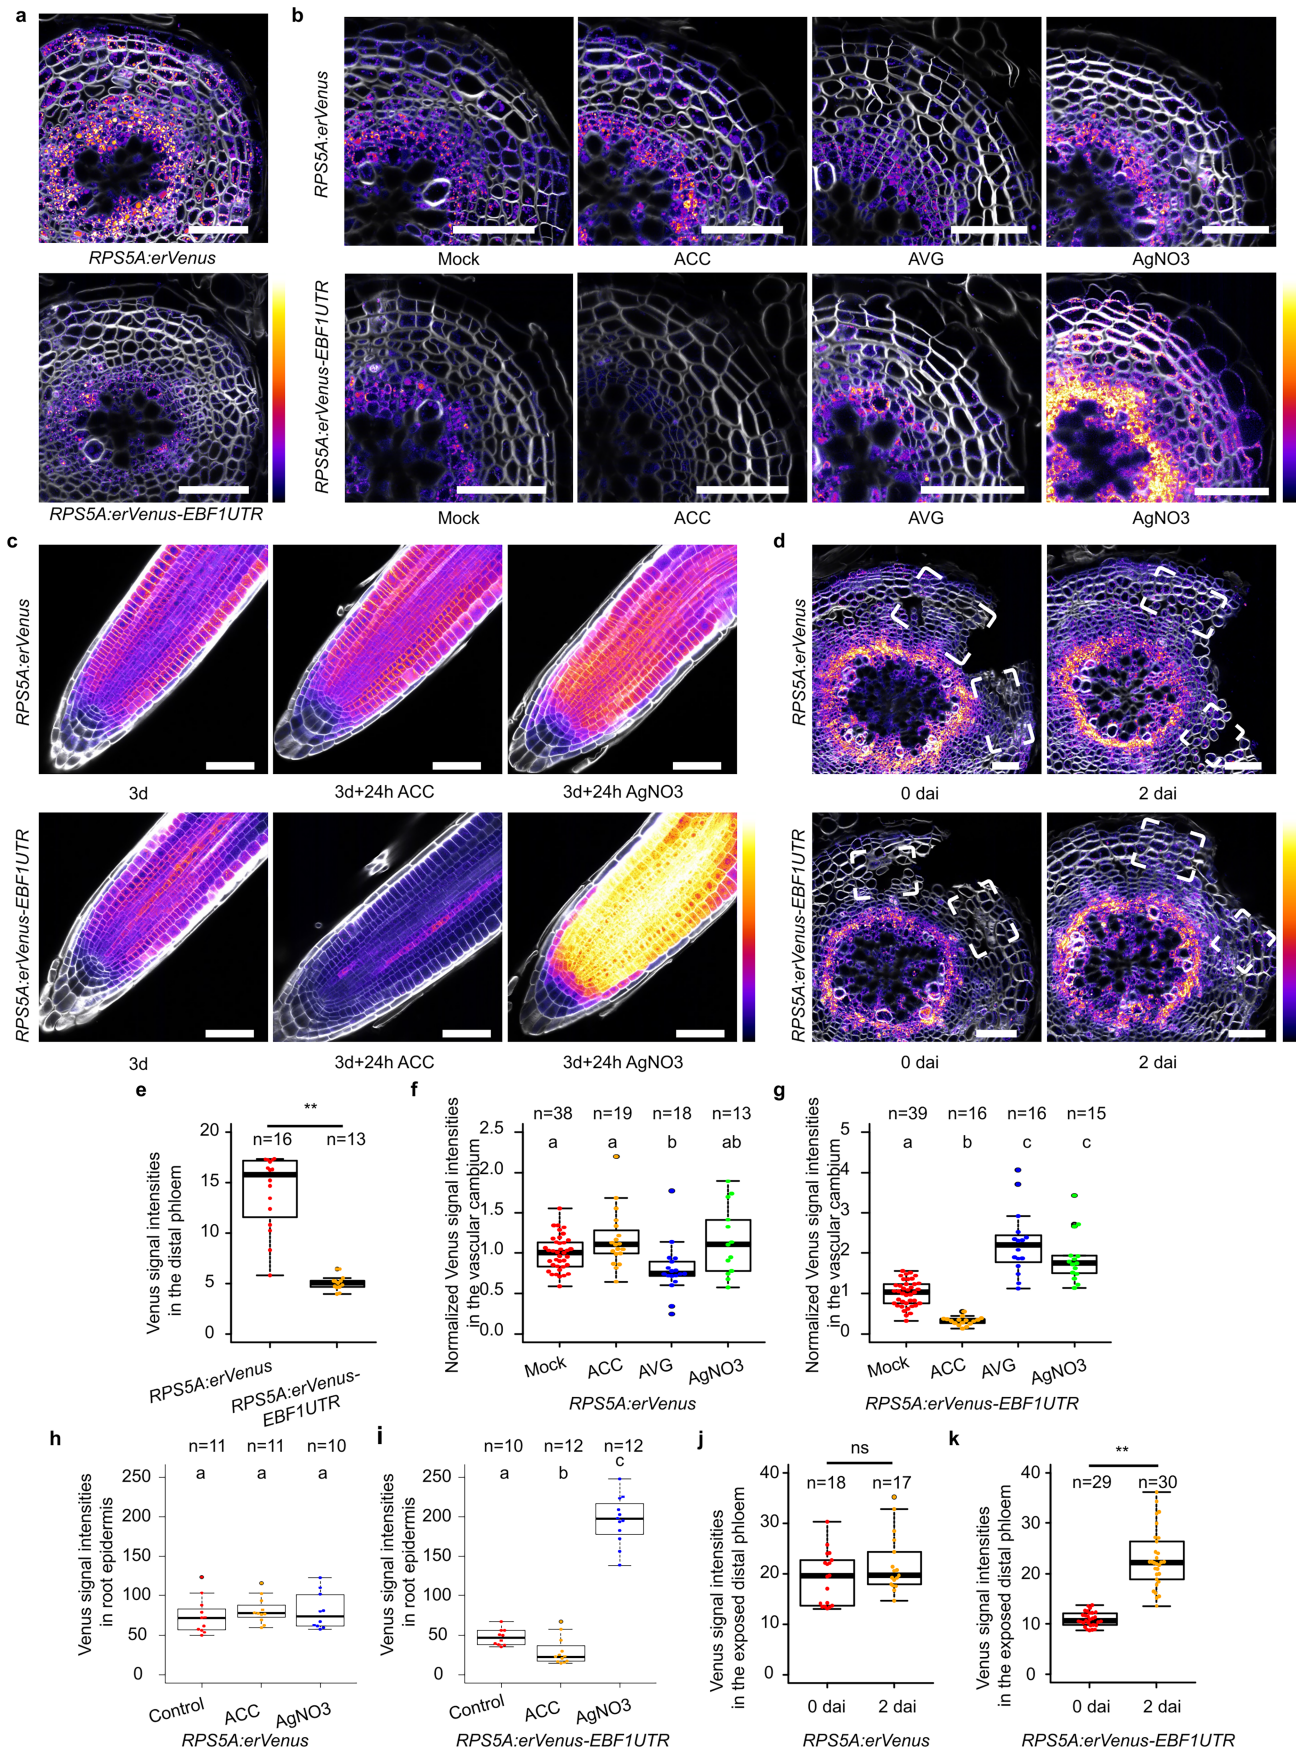 a
RPS5A:erVenus
RPS5A:erVenus-EBF1UTR
b
RPS5A:erVenus
Mock
ACC
AVG
AgNO3
RPS5A:erVenus-EBF1UTR
Mock
ACC
AVG
AgNO3
c
RPS5A:erVenus
3d
3d+24h ACC
3d+24h AgNO3
RPS5A:erVenus-EBF1UTR
3d
3d+24h ACC
3d+24h AgNO3
d
RPS5A:erVenus
0 dai
2 dai
RPS5A:erVenus-EBF1UTR
0 dai
2 dai
e
**
n=16
n=13
Venus signal intensities
in the distal phloem
20
15
10
5
0
RPS5A:erVenus
RPS5A:erVenus-
EBF1UTR
f
n=38
n=19
n=18
n=13
a
a
b
ab
Normalized Venus signal intensities
in the vascular cambium
2.5
2.0
1.5
1.0
0.5
0.0
Mock
ACC
AVG
AgNO3
RPS5A:erVenus
g
n=39
n=16
n=16
n=15
a
b
c
c
Normalized Venus signal intensities
in the vascular cambium
5
4
3
2
1
0
Mock
ACC
AVG
AgNO3
RPS5A:erVenus-EBF1UTR
h
n=11
n=11
n=10
a
a
a
Venus signal intensities
in root epidermis
250
200
150
100
50
0
Control
ACC
AgNO3
RPS5A:erVenus
i
n=10
n=12
n=12
a
b
c
Venus signal intensities
in root epidermis
250
200
150
100
50
0
Control
ACC
AgNO3
RPS5A:erVenus-EBF1UTR
j
ns
n=18
n=17
Venus signal intensities
in the exposed distal phloem
40
30
20
10
0
0 dai
2 dai
RPS5A:erVenus
k
**
n=29
n=30
Venus signal intensities
in the exposed distal phloem
40
30
20
10
0
0 dai
2 dai
RPS5A:erVenus-EBF1UTR